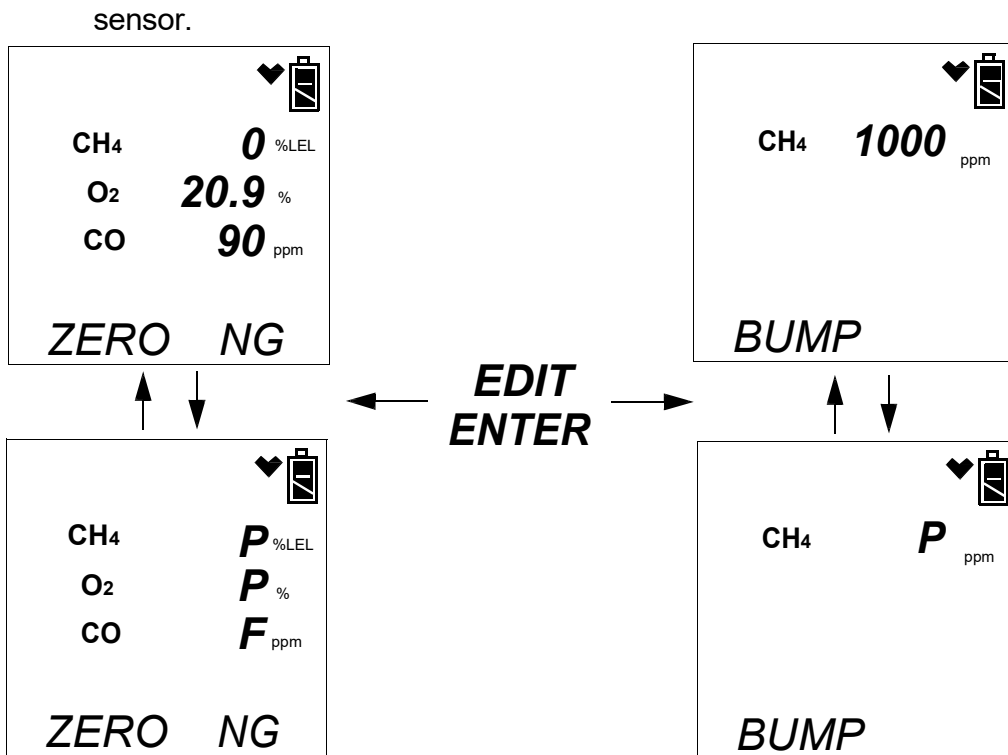 sensor.
CH4 0 %LEL
O2 20.9 %
CO 90 ppm
ZERO NG
CH4 1000 ppm
BUMP
EDIT
ENTER
CH4 P %LEL
O2 P %
CO F ppm
ZERO NG
CH4 P ppm
BUMP